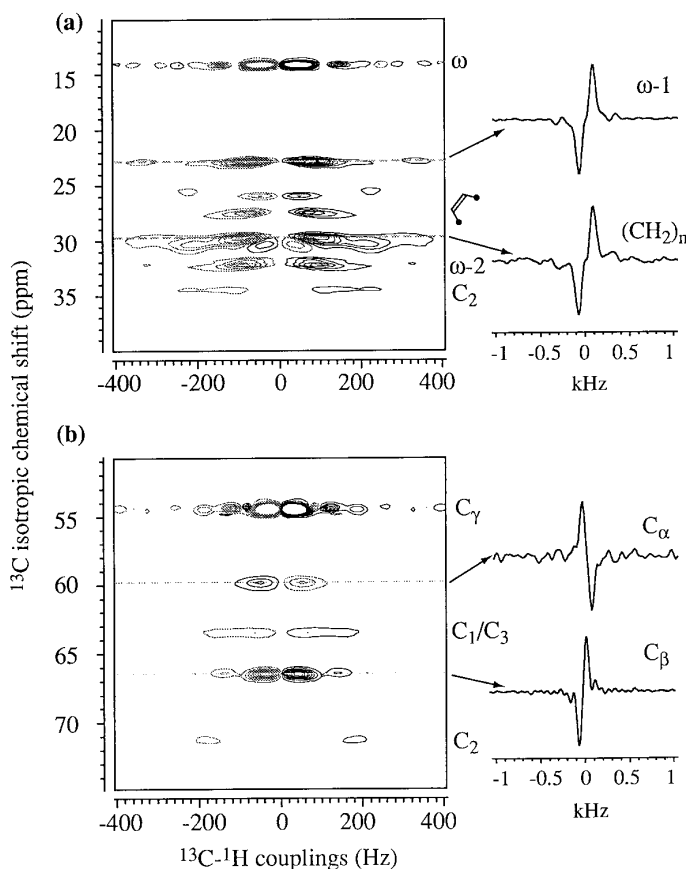 (a)
15
20
25
30
35
-400
-200
0
200
400
ω
ω-1
(CH₂)ₙ
ω-2
C₂
-1
-0.5
0
0.5
1
kHz
¹³C isotropic chemical shift (ppm)
(b)
55
60
65
70
-400
-200
0
200
400
¹³C-¹H couplings (Hz)
Cγ
Cα
C₁/C₃
Cβ
C₂
-1
-0.5
0
0.5
1
kHz